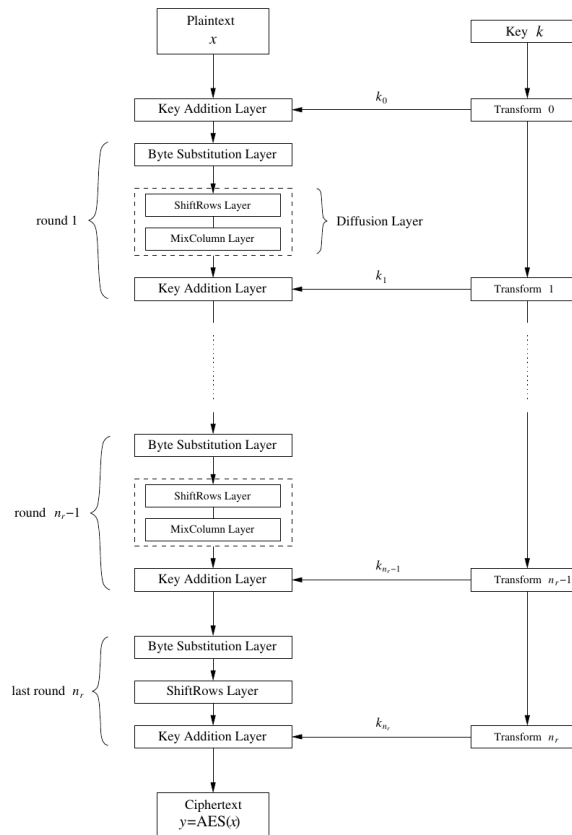 Plaintext
x
Key k
Key Addition Layer
k₀
Transform 0
Byte Substitution Layer
round 1
ShiftRows Layer
MixColumn Layer
Diffusion Layer
Key Addition Layer
k₁
Transform 1
Byte Substitution Layer
round nᵣ−1
ShiftRows Layer
MixColumn Layer
Key Addition Layer
kₙᵣ₋₁
Transform nᵣ−1
Byte Substitution Layer
last round nᵣ
ShiftRows Layer
Key Addition Layer
kₙᵣ
Transform nᵣ
Ciphertext
y=AES(x)